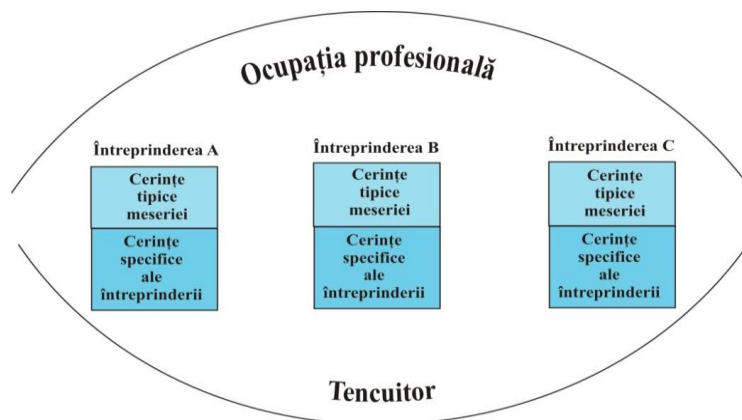 Ocupația profesională
Întreprinderea A
Cerințe
tipice
meseriei
Cerințe
specifice
ale
întreprinderii
Întreprinderea B
Cerințe
tipice
meseriei
Cerințe
specifice
ale
întreprinderii
Întreprinderea C
Cerințe
tipice
meseriei
Cerințe
specifice
ale
întreprinderii
Tencuitor